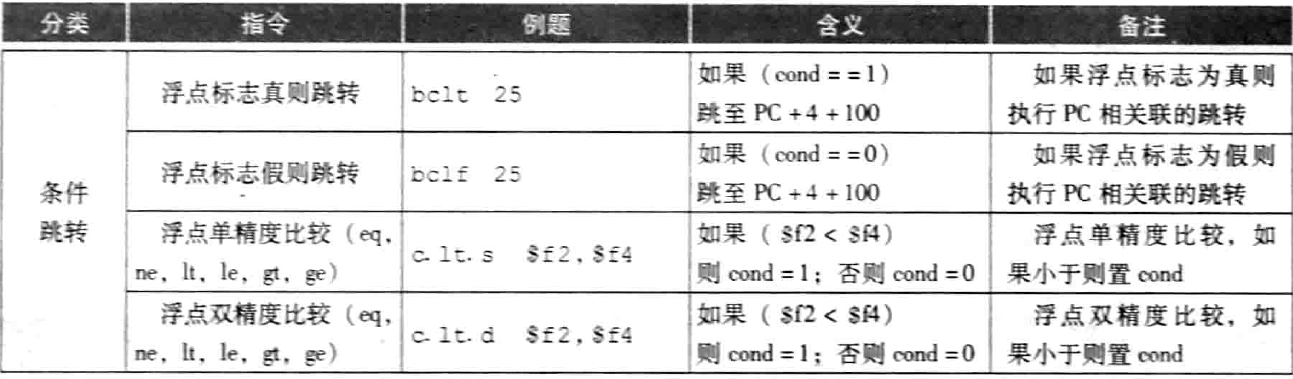 分类 指令 例题 含义 备注
条件
跳转
浮点标志真则跳转
bclt 25
如果（cond = = 1）
跳至 PC + 4 + 100
如果浮点标志为真则
执行 PC 相关联的跳转
浮点标志假则跳转
bclf 25
如果（cond = = 0）
跳至 PC + 4 + 100
如果浮点标志为假则
执行 PC 相关联的跳转
浮点单精度比较（eq,
ne, lt, le, gt, ge）
c.lt.s $f2,$f4
如果（ $f2 < $f4）
则 cond = 1；否则 cond = 0
浮点单精度比较，如
果小于则置 cond
浮点双精度比较（eq,
ne, lt, le, gt, ge）
c.lt.d $f2,$f4
如果（ $f2 < $f4）
则 cond = 1；否则 cond = 0
浮点双精度比较，如
果小于则置 cond